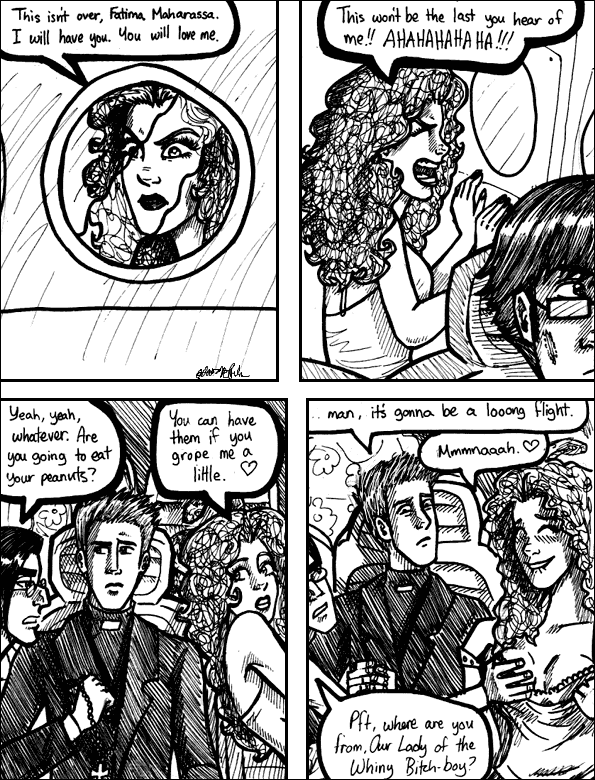 This isn't over, Fatima Maharassa.
I will have you. You will love me.
This won't be the last you hear of
me!! AHAHAHAHAHA!!!
Yeah, yeah,
whatever. Are
you going to eat
your peanuts?
You can have
them if you
grope me a
little. ♡
.. man, it's gonna be a looong flight.
Mmmnaaah. ♡
Pft, where are you
from, Our Lady of the
Whiny Bitch-boy?